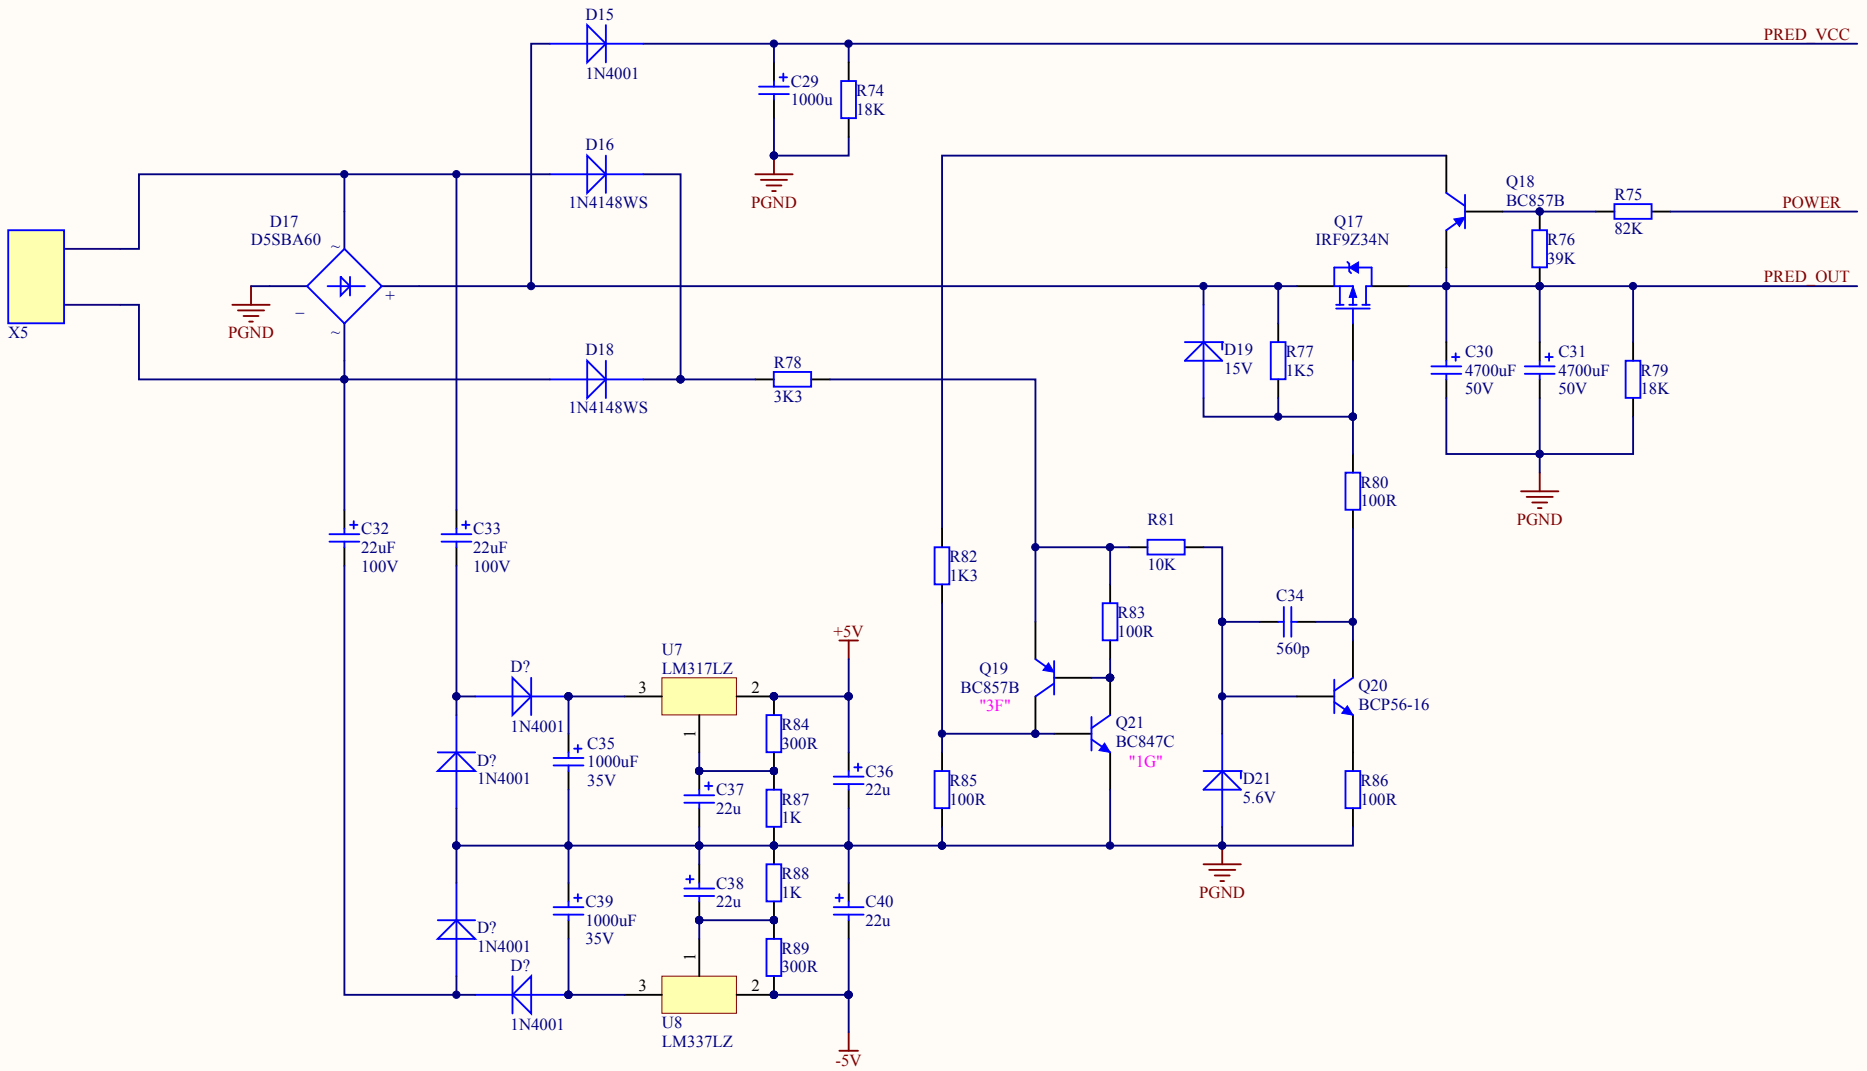 D15
1N4001
PRED_VCC
C29
1000u
R74
18K
PGND
D16
1N4148WS
D17
D5SBA60
~
~
+
−
PGND
X5
D18
1N4148WS
R78
3K3
Q18
BC857B
R75
82K
POWER
R76
39K
Q17
IRF9Z34N
PRED_OUT
D19
15V
R77
1K5
C30
4700uF
50V
C31
4700uF
50V
R79
18K
PGND
R80
100R
C32
22uF
100V
C33
22uF
100V
R82
1K3
R81
10K
R83
100R
C34
560p
Q19
BC857B
"3F"
Q21
BC847C
"1G"
Q20
BCP56-16
R85
100R
D21
5.6V
R86
100R
PGND
D?
1N4001
U7
LM317LZ
3
2
1
+5V
D?
1N4001
C35
1000uF
35V
R84
300R
C37
22u
R87
1K
C36
22u
D?
1N4001
C39
1000uF
35V
C38
22u
R88
1K
C40
22u
R89
300R
D?
1N4001
1
3
2
U8
LM337LZ
-5V